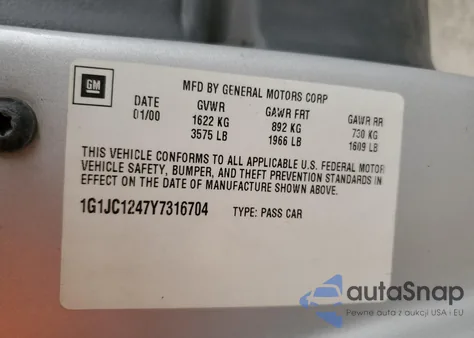 GM
MFD BY GENERAL MOTORS CORP
DATE GVWR GAWR FRT GAWR RR
01/00 1622 KG 892 KG 730 KG
3575 LB 1966 LB 1609 LB
THIS VEHICLE CONFORMS TO ALL APPLICABLE U.S. FEDERAL MOTOR
VEHICLE SAFETY, BUMPER, AND THEFT PREVENTION STANDARDS IN
EFFECT ON THE DATE OF MANUFACTURE SHOWN ABOVE.
1G1JC1247Y7316704 TYPE: PASS CAR
autoSnap
Pewne auta z aukcji USA i EU